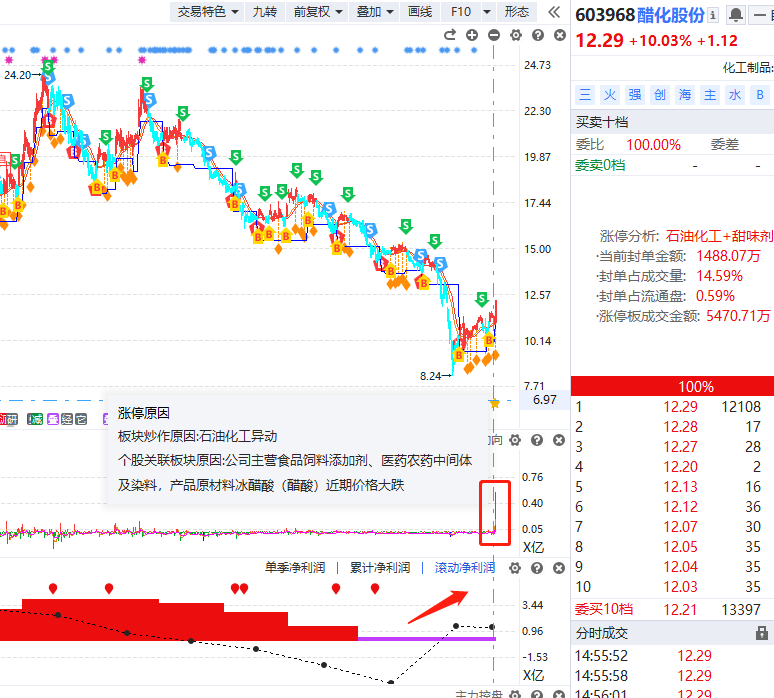 交易特色 九转 前复权 叠加 画线 F10 形态
603968 醋化股份
12.29 +10.03% +1.12
化工制品:
三 火 强 创 海 主 水 B
买卖十档
委比 100.00% 委差
委卖0档 - -
涨停分析: 石油化工+甜味剂
·当前封单金额: 1488.07万
·封单占成交量: 14.59%
·封单占流通盘: 0.59%
·涨停板成交金额: 5470.71万
100%
1 12.29 12108
2 12.28 17
3 12.27 28
4 12.20 2
5 12.13 16
6 12.12 36
7 12.07 30
8 12.05 35
9 12.04 35
10 12.03 35
委买10档 12.21 13397
分时成交
14:55:52 12.29
14:55:58 12.29
14:56:01 12.29
24.20
8.24
24.73
22.30
19.87
17.44
15.00
12.57
10.14
7.71
6.97
涨停原因
板块炒作原因:石油化工异动
个股关联板块原因:公司主营食品饲料添加剂、医药农药中间体
及染料，产品原材料冰醋酸（醋酸）近期价格大跌
向
0.76
0.40
0.05
X亿
单季净利润 | 累计净利润 | 滚动净利润
3.44
0.96
-1.53
X亿
主力控盘